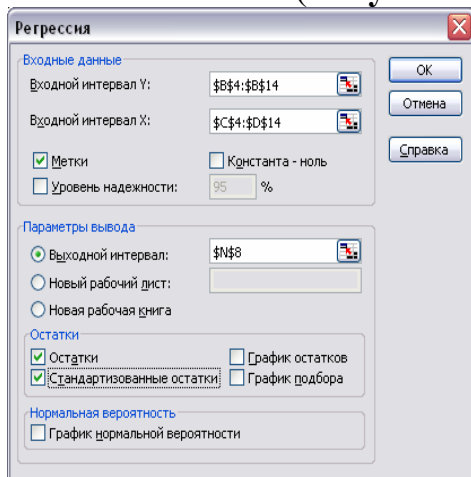 Регрессия
Входные данные
Входной интервал Y: $B$4:$B$14
Входной интервал X: $C$4:$D$14
Метки Константа - ноль
Уровень надежности: 95 %
OK
Отмена
Справка
Параметры вывода
Выходной интервал: $N$8
Новый рабочий лист:
Новая рабочая книга
Остатки
Остатки График остатков
Стандартизованные остатки График подбора
Нормальная вероятность
График нормальной вероятности